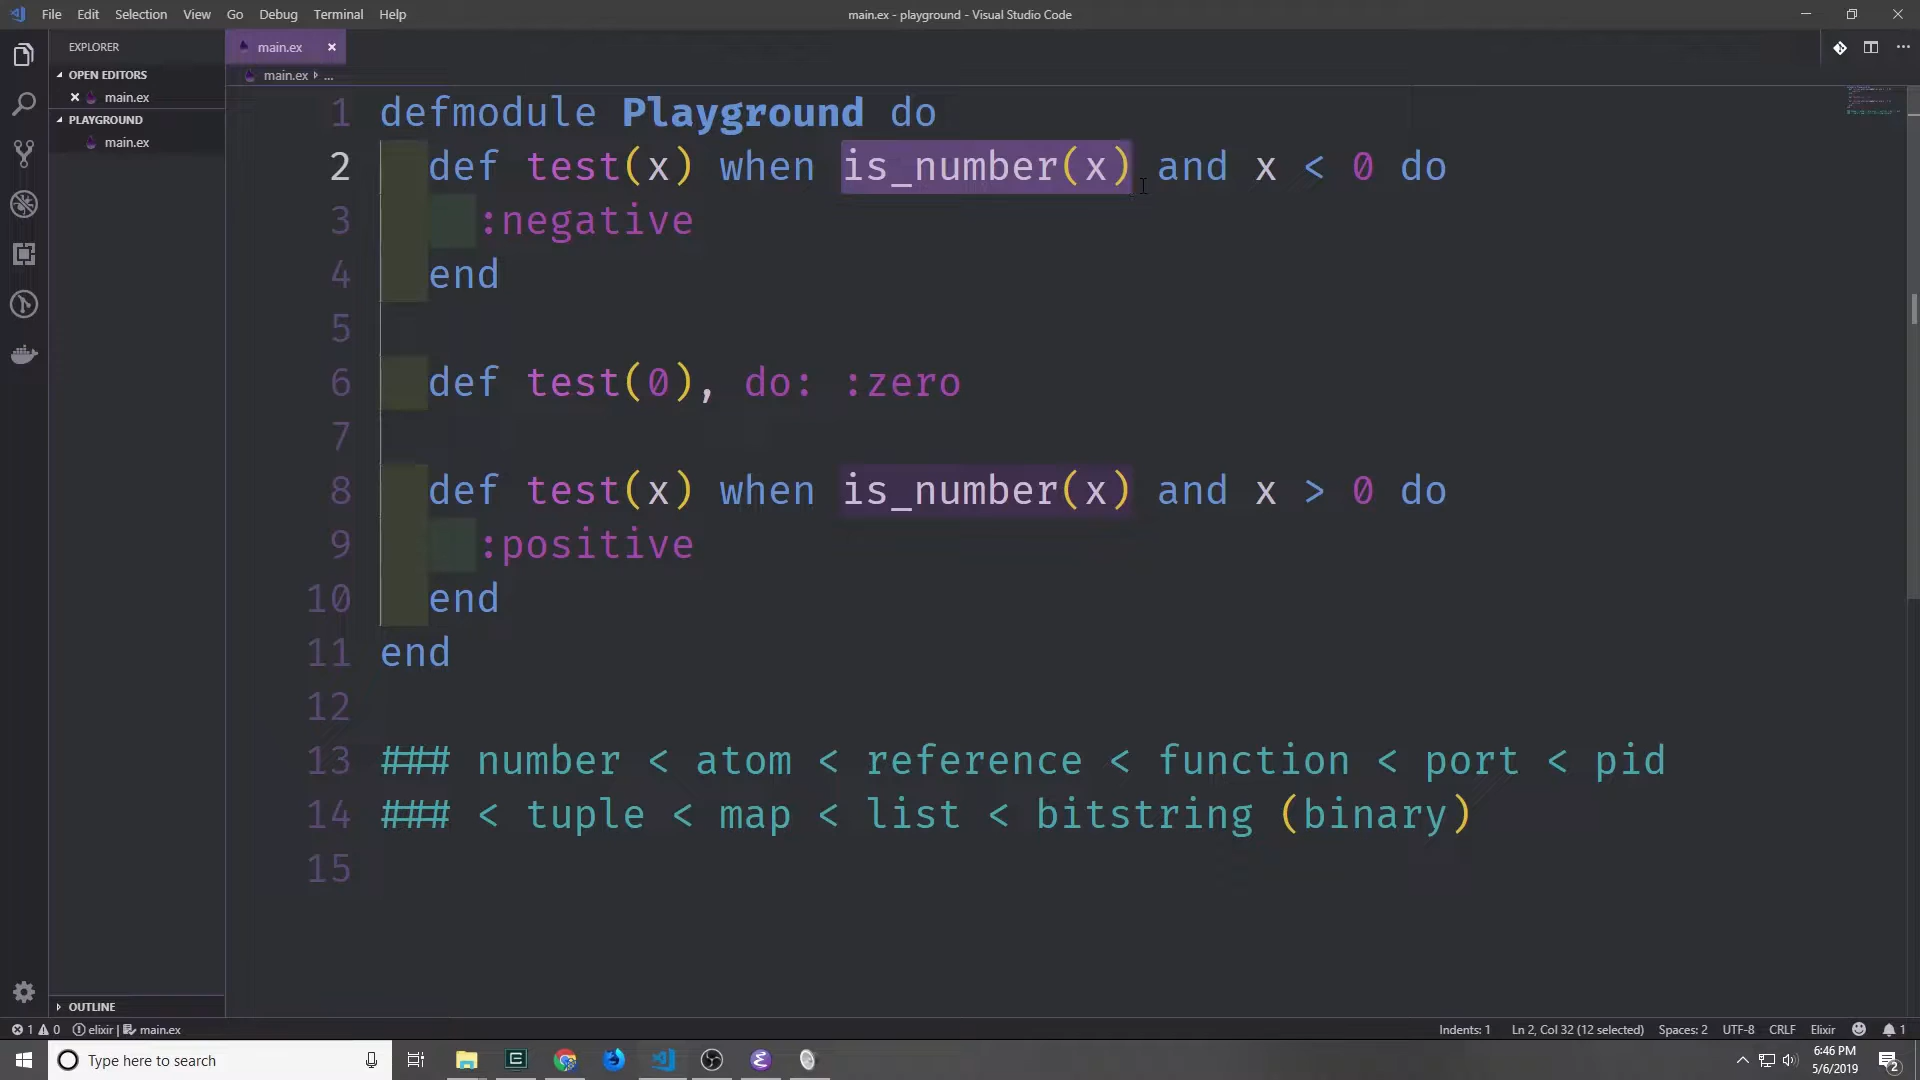 File Edit Selection View Go Debug Terminal Help
main.ex - playground - Visual Studio Code
EXPLORER
OPEN EDITORS
main.ex
PLAYGROUND
main.ex
OUTLINE
main.ex
main.ex ...
1 defmodule Playground do
2 def test(x) when is_number(x) and x < 0 do
3 :negative
4 end
5
6 def test(0), do: :zero
7
8 def test(x) when is_number(x) and x > 0 do
9 :positive
10 end
11 end
12
13 ### number < atom < reference < function < port < pid
14 ### < tuple < map < list < bitstring (binary)
15
1 0 elixir | main.ex
Indents: 1 Ln 2, Col 32 (12 selected) Spaces: 2 UTF-8 CRLF Elixir 1
Type here to search
6:46 PM
5/6/2019
2